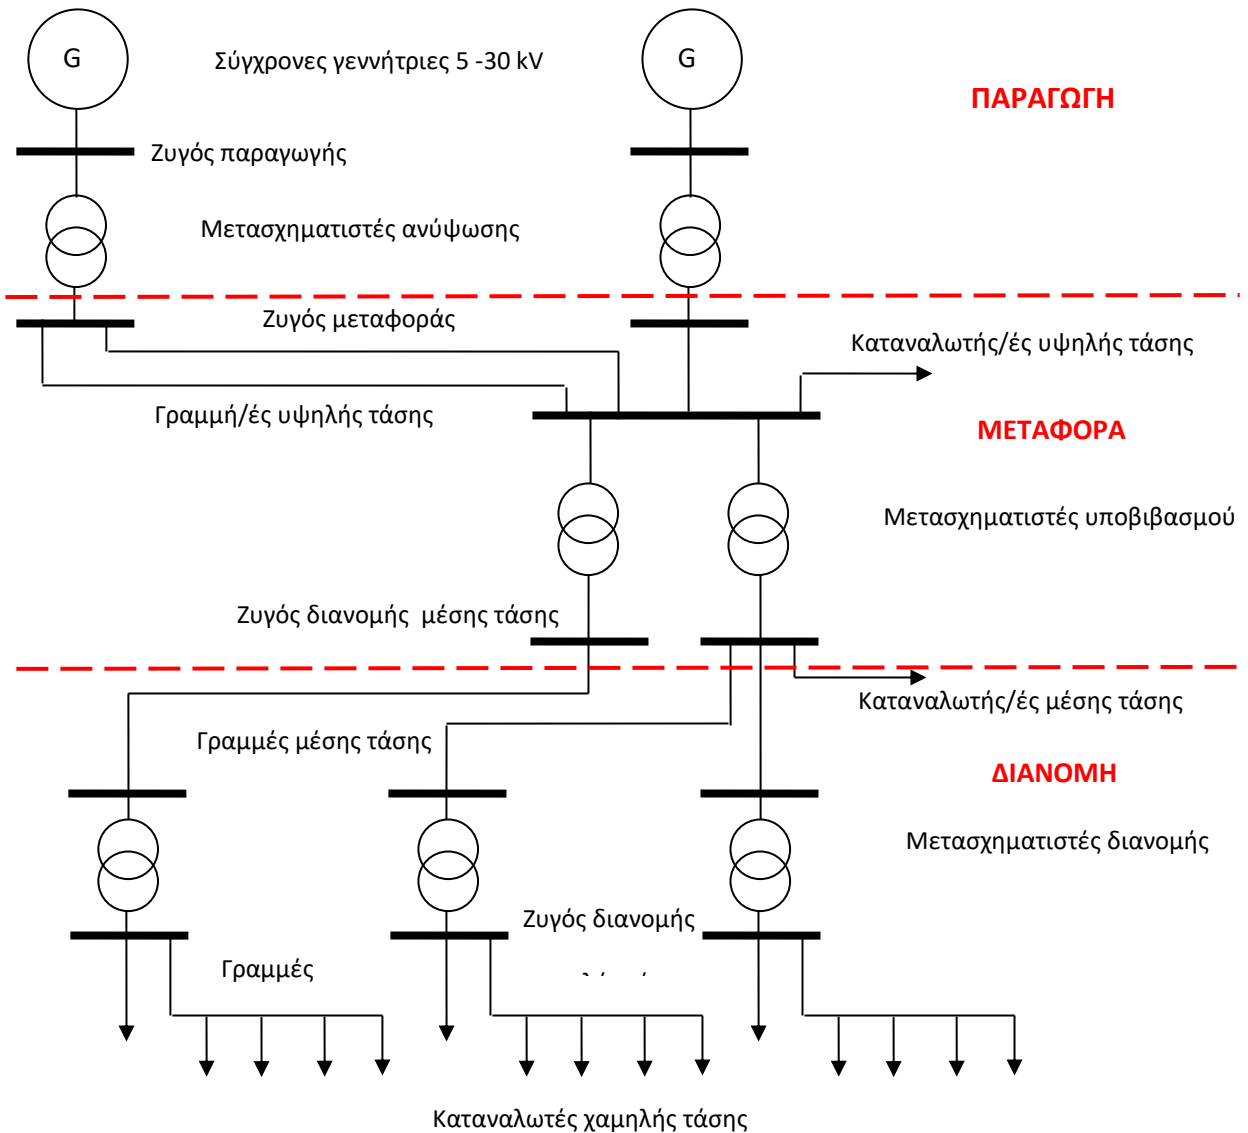 G
Σύγχρονες γεννήτριες 5 -30 kV
G
ΠΑΡΑΓΩΓΗ
Ζυγός παραγωγής
Μετασχηματιστές ανύψωσης
Ζυγός μεταφοράς
Καταναλωτής/ές υψηλής τάσης
Γραμμή/ές υψηλής τάσης
ΜΕΤΑΦΟΡΑ
Μετασχηματιστές υποβιβασμού
Ζυγός διανομής μέσης τάσης
Καταναλωτής/ές μέσης τάσης
Γραμμές μέσης τάσης
ΔΙΑΝΟΜΗ
Μετασχηματιστές διανομής
Ζυγός διανομής
Γραμμές
Καταναλωτές χαμηλής τάσης